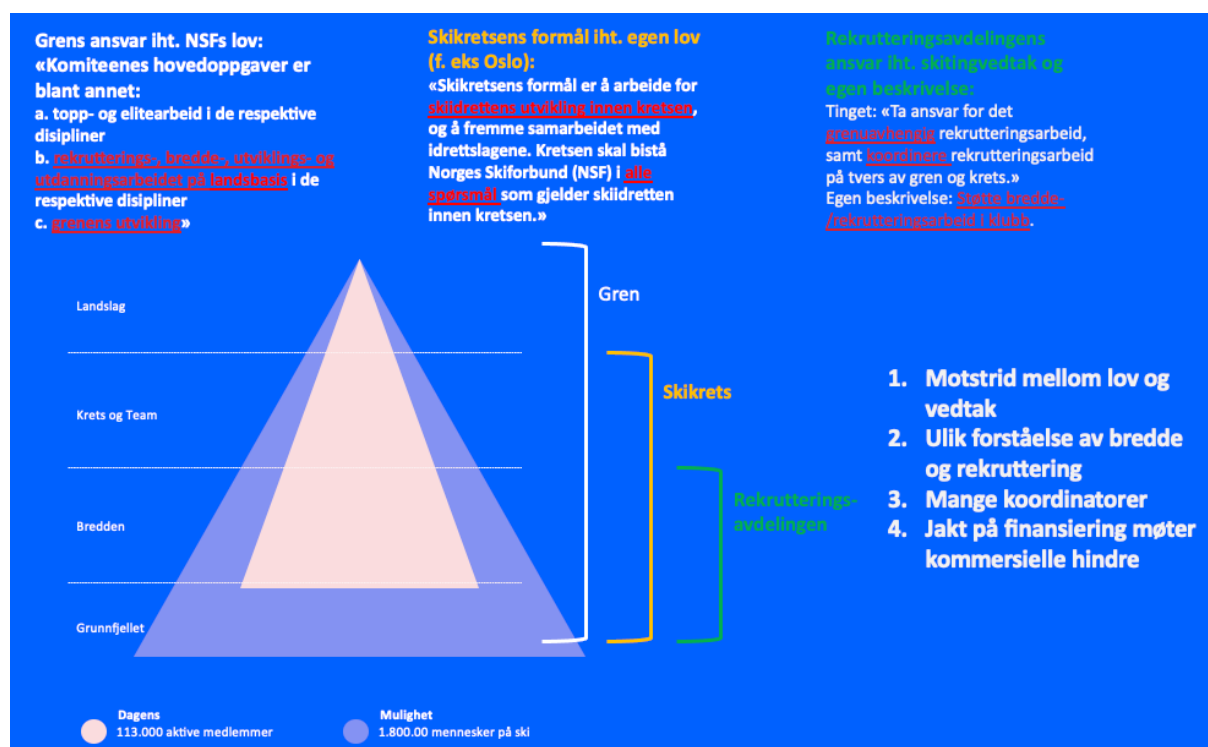 Grens ansvar iht. NSFs lov:
«Komiteenes hovedoppgaver er
blant annet:
a. topp- og elitearbeid i de respektive
disipliner
b. rekrutterings-, bredde-, utviklings- og
utdanningsarbeidet på landsbasis i de
respektive disipliner
c. grenens utvikling»
Skikretsens formål iht. egen lov
(f. eks Oslo):
«Skikretsens formål er å arbeide for
skiidrettens utvikling innen kretsen,
og å fremme samarbeidet med
idrettslagene. Kretsen skal bistå
Norges Skiforbund (NSF) i alle
spørsmål som gjelder skiidretten
innen kretsen.»
Rekrutteringsavdelingens
ansvar iht. skitingvedtak og
egen beskrivelse:
Tinget: «Ta ansvar for det
grenuavhengig rekrutteringsarbeid,
samt koordinere rekrutteringsarbeid
på tvers av gren og krets.»
Egen beskrivelse: Støtte bredde-
/rekrutteringsarbeid i klubb.
Landslag
Krets og Team
Bredden
Grunnfjellet
Gren
Skikrets
Rekrutterings-
avdelingen
1. Motstrid mellom lov og
vedtak
2. Ulik forståelse av bredde
og rekruttering
3. Mange koordinatorer
4. Jakt på finansiering møter
kommersielle hindre
Dagens
113.000 aktive medlemmer
Mulighet
1.800.00 mennesker på ski